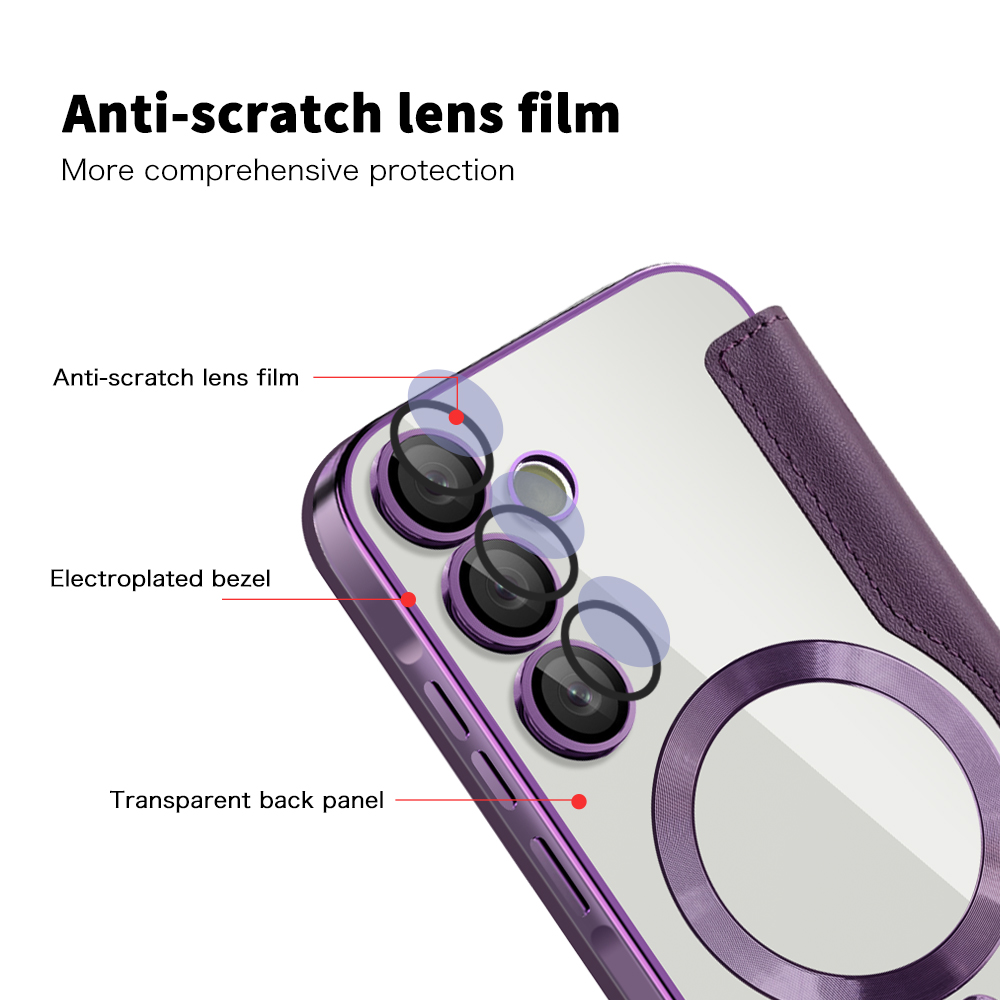 Anti-scratch lens film
More comprehensive protection
Anti-scratch lens film
Electroplated bezel
Transparent back panel